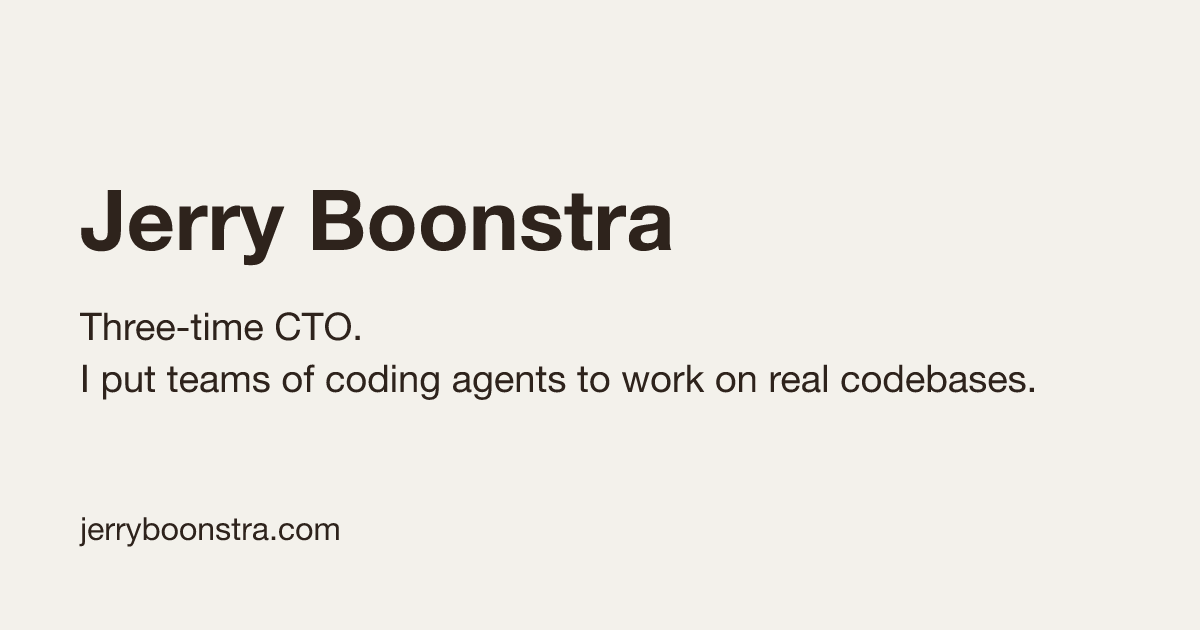 Jerry Boonstra
Three-time CTO.
I put teams of coding agents to work on real codebases.
jerryboonstra.com